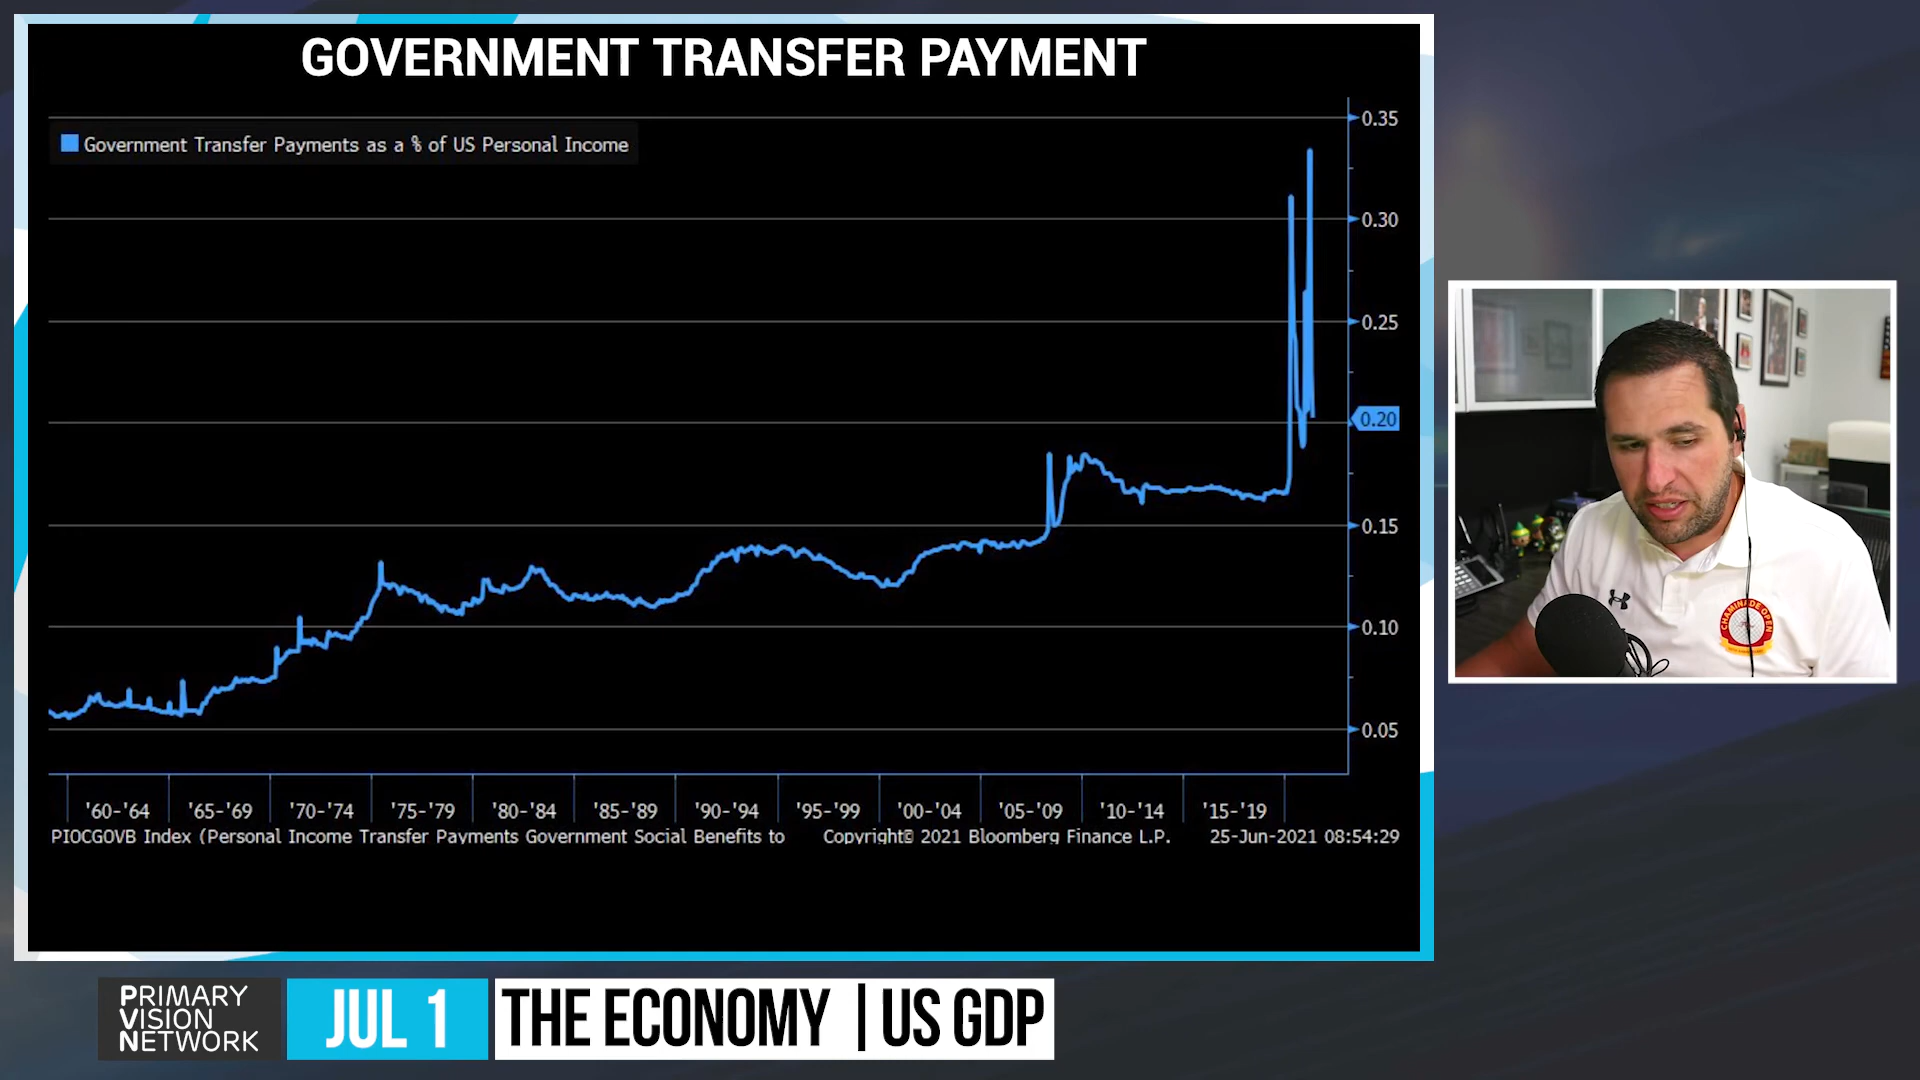 GOVERNMENT TRANSFER PAYMENT
Government Transfer Payments as a % of US Personal Income
0.35
0.30
0.25
0.20
0.15
0.10
0.05
'60-'64 '65-'69 '70-'74 '75-'79 '80-'84 '85-'89 '90-'94 '95-'99 '00-'04 '05-'09 '10-'14 '15-'19
PIOCGOVB Index (Personal Income Transfer Payments Government Social Benefits to Copyright© 2021 Bloomberg Finance L.P. 25-Jun-2021 08:54:29
CHAMINADE OPEN
PRIMARY
VISION
NETWORK
JUL 1
THE ECONOMY | US GDP